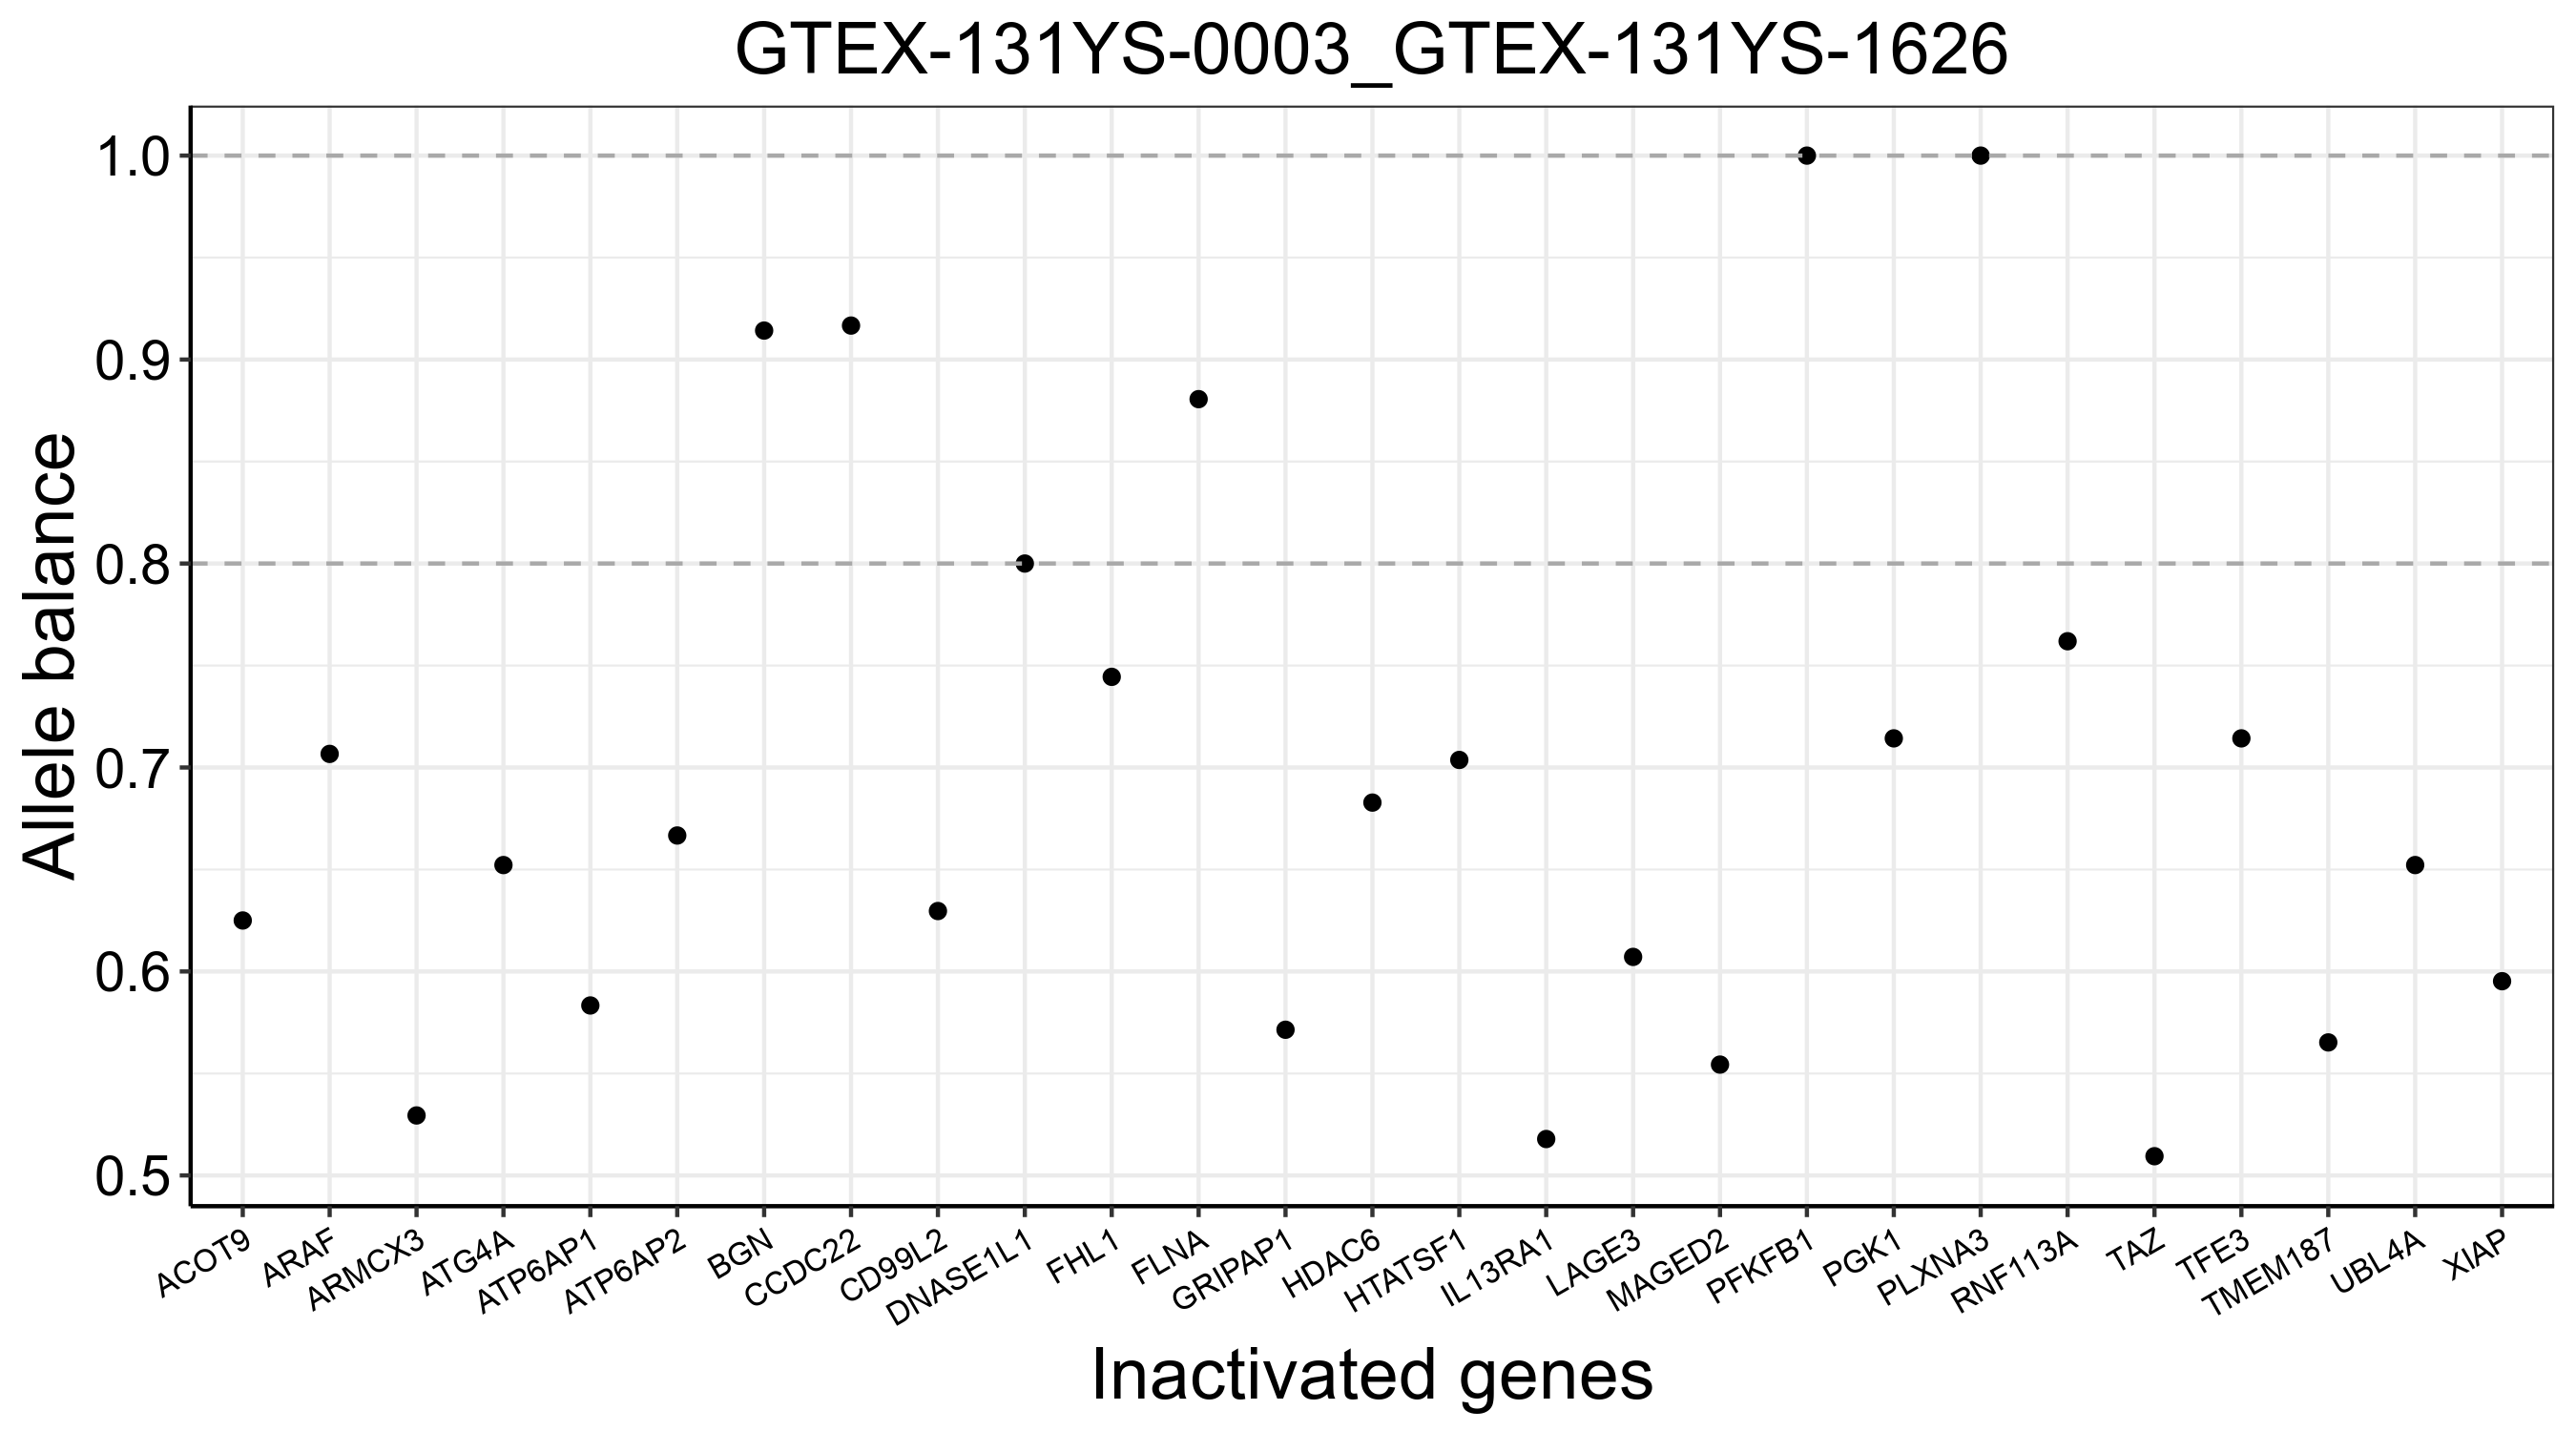 GTEX-131YS-0003_GTEX-131YS-1626
Allele balance
1.0
0.9
0.8
0.7
0.6
0.5
ACOT9
ARAF
ARMCX3
ATG4A
ATP6AP1
ATP6AP2
BGN
CCDC22
CD99L2
DNASE1L1
FHL1
FLNA
GRIPAP1
HDAC6
HTATSF1
IL13RA1
LAGE3
MAGED2
PFKFB1
PGK1
PLXNA3
RNF113A
TAZ
TFE3
TMEM187
UBL4A
XIAP
Inactivated genes